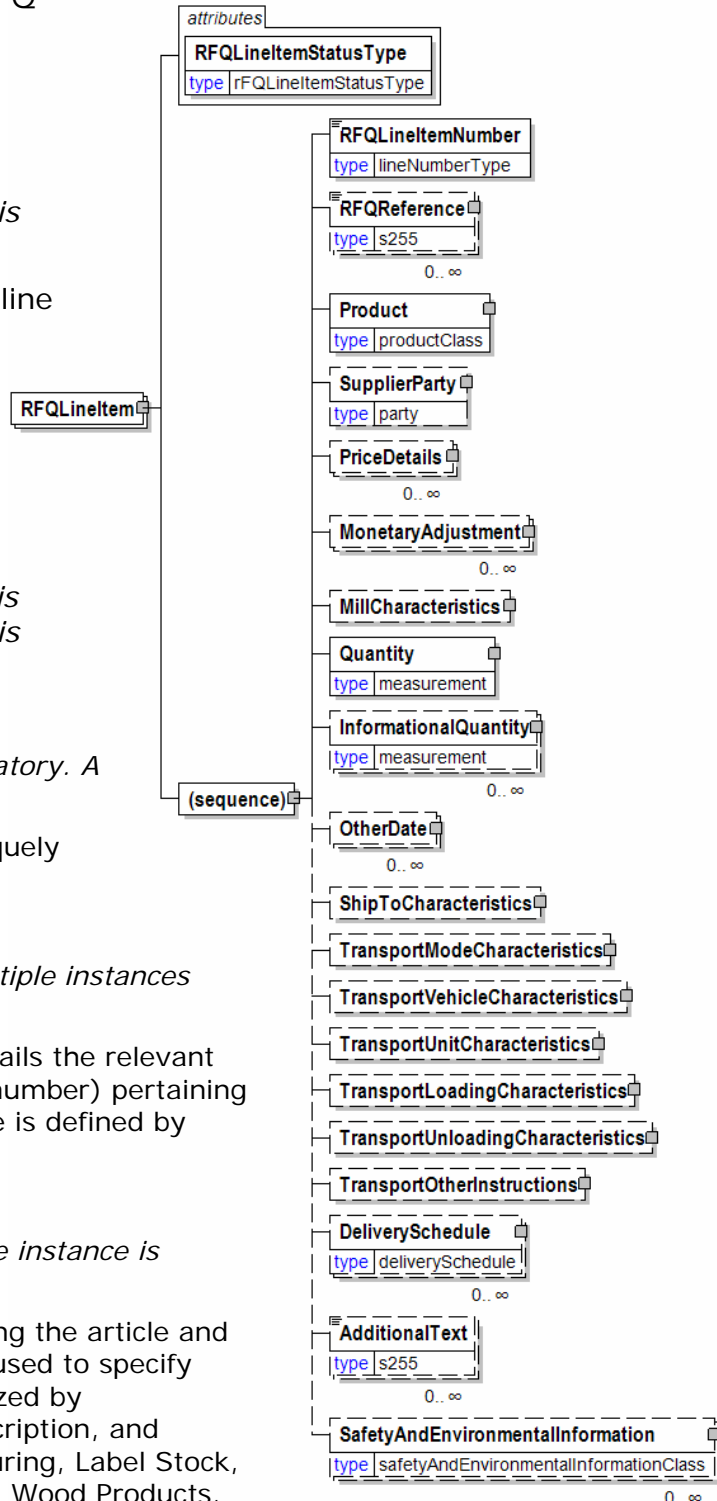 Q
is
line
is
is
atory. A
quely
tiple instances
ails the relevant
number) pertaining
e is defined by
e instance is
ng the article and
used to specify
zed by
cription, and
uring, Label Stock,
Wood Products.
attributes
RFQLineItemStatusType
type rFQLineItemStatusType
RFQLineItem
(sequence)
RFQLineItemNumber
type lineNumberType
RFQReference
type s255
0.. ∞
Product
type productClass
SupplierParty
type party
PriceDetails
0.. ∞
MonetaryAdjustment
0.. ∞
MillCharacteristics
Quantity
type measurement
InformationalQuantity
type measurement
0.. ∞
OtherDate
0.. ∞
ShipToCharacteristics
TransportModeCharacteristics
TransportVehicleCharacteristics
TransportUnitCharacteristics
TransportLoadingCharacteristics
TransportUnloadingCharacteristics
TransportOtherInstructions
DeliverySchedule
type deliverySchedule
0.. ∞
AdditionalText
type s255
0.. ∞
SafetyAndEnvironmentalInformation
type safetyAndEnvironmentalInformationClass
0.. ∞